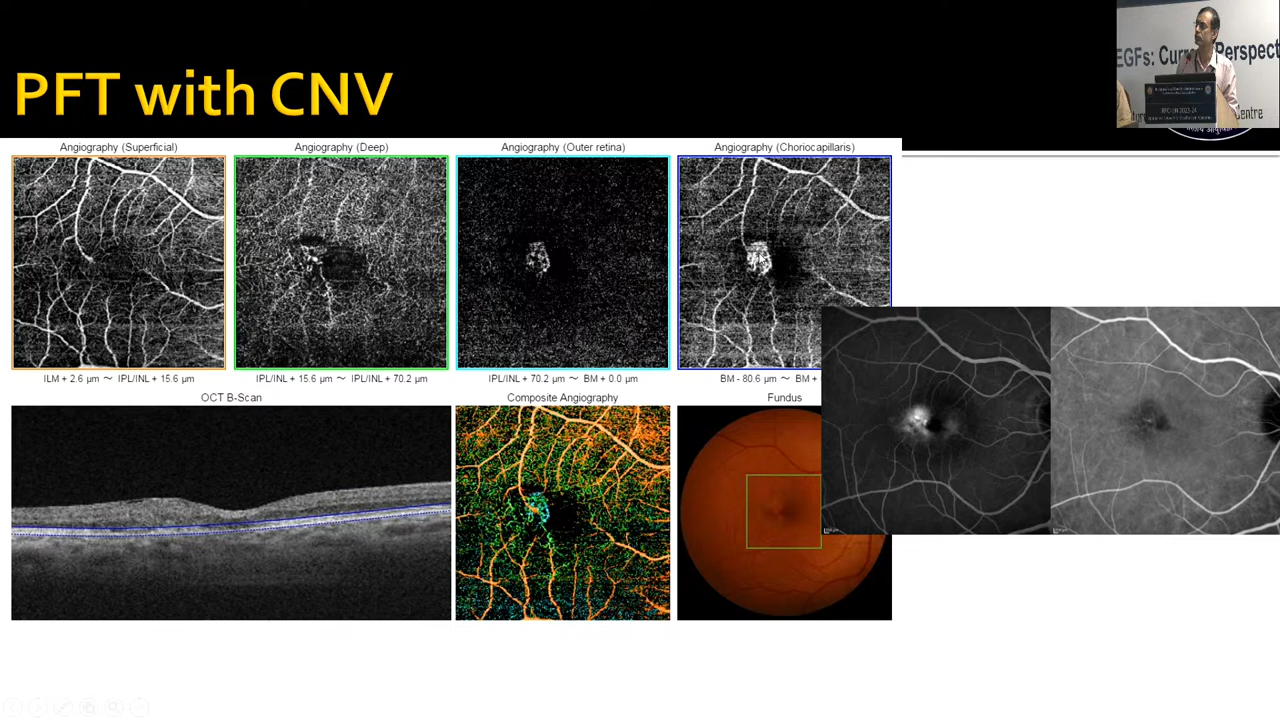 PFT with CNV
EGFs: Current Perspect
Centre
Angiography (Superficial)
Angiography (Deep)
Angiography (Outer retina)
Angiography (Choriocapillaris)
ILM + 2.6 µm ～ IPL/INL + 15.6 µm
IPL/INL + 15.6 µm ～ IPL/INL + 70.2 µm
IPL/INL + 70.2 µm ～ BM + 0.0 µm
BM - 80.6 µm ～ BM +
OCT B-Scan
Composite Angiography
Fundus